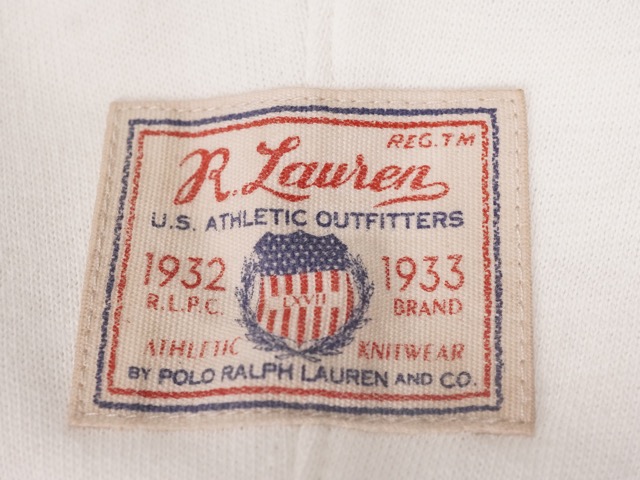 REG.TM
R. Lauren
U.S. ATHLETIC OUTFITTERS
1932 1933
LXVII
R.L.P.C. BRAND
ATHLETIC KNITWEAR
BY POLO RALPH LAUREN AND CO.